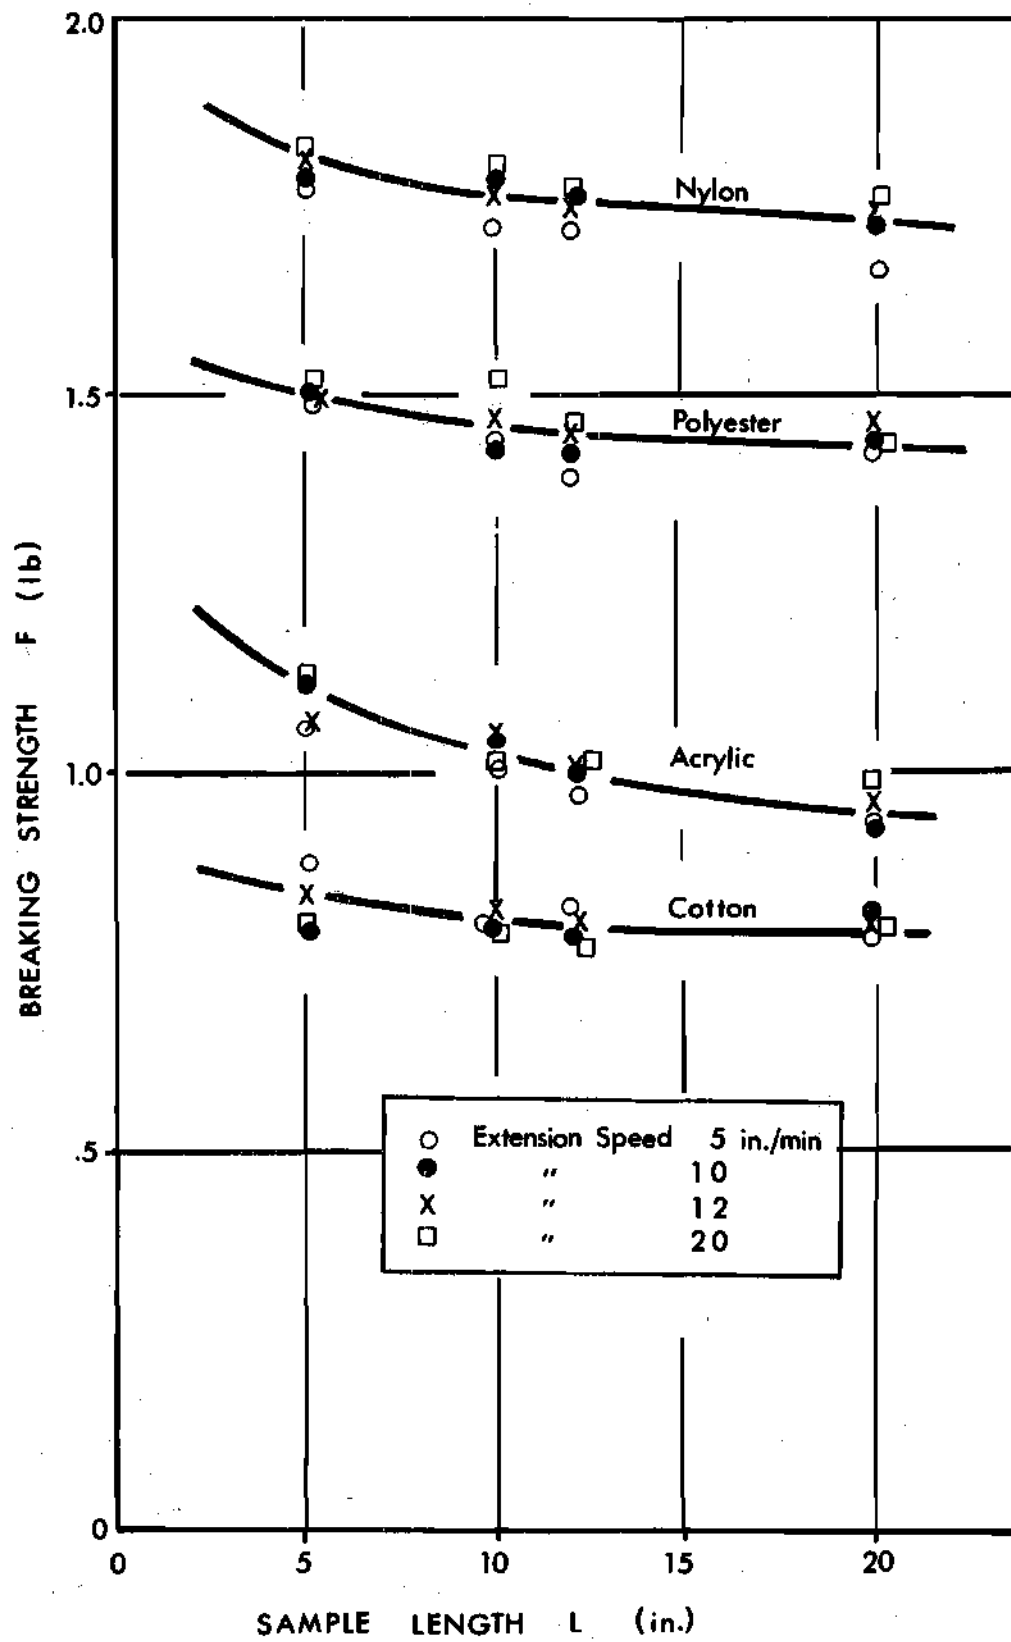 2.0
Nylon
1.5
Polyester
BREAKING STRENGTH F (lb)
Acrylic
1.0
Cotton
○ Extension Speed 5 in./min
● " 10
X " 12
□ " 20
.5
0
0 5 10 15 20
SAMPLE LENGTH L (in.)